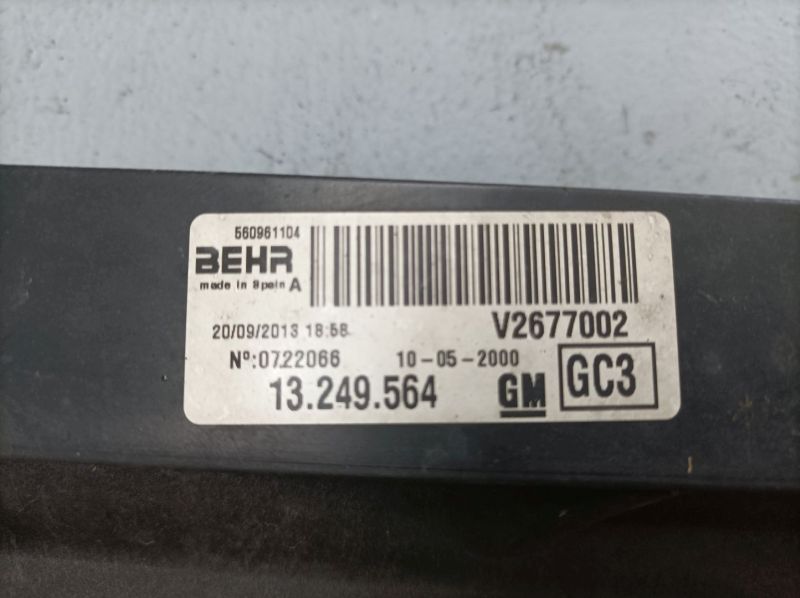 560961104
BEHR
made in Spain A
20/09/2013 18:58 V2677002
Nº:0722066 10-05-2000
13.249.564 GM GC3